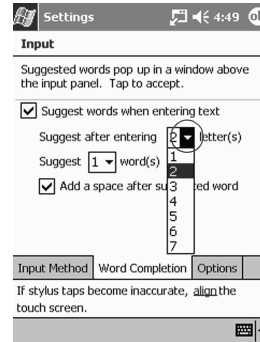 Settings 4:49 ok
Input
Suggested words pop up in a window above
the input panel. Tap to accept.
Suggest words when entering text
Suggest after entering 2 letter(s)
1
2
3
4
5
6
7
Suggest 1 word(s)
Add a space after su ted word
Input Method Word Completion Options
If stylus taps become inaccurate, align the
touch screen.